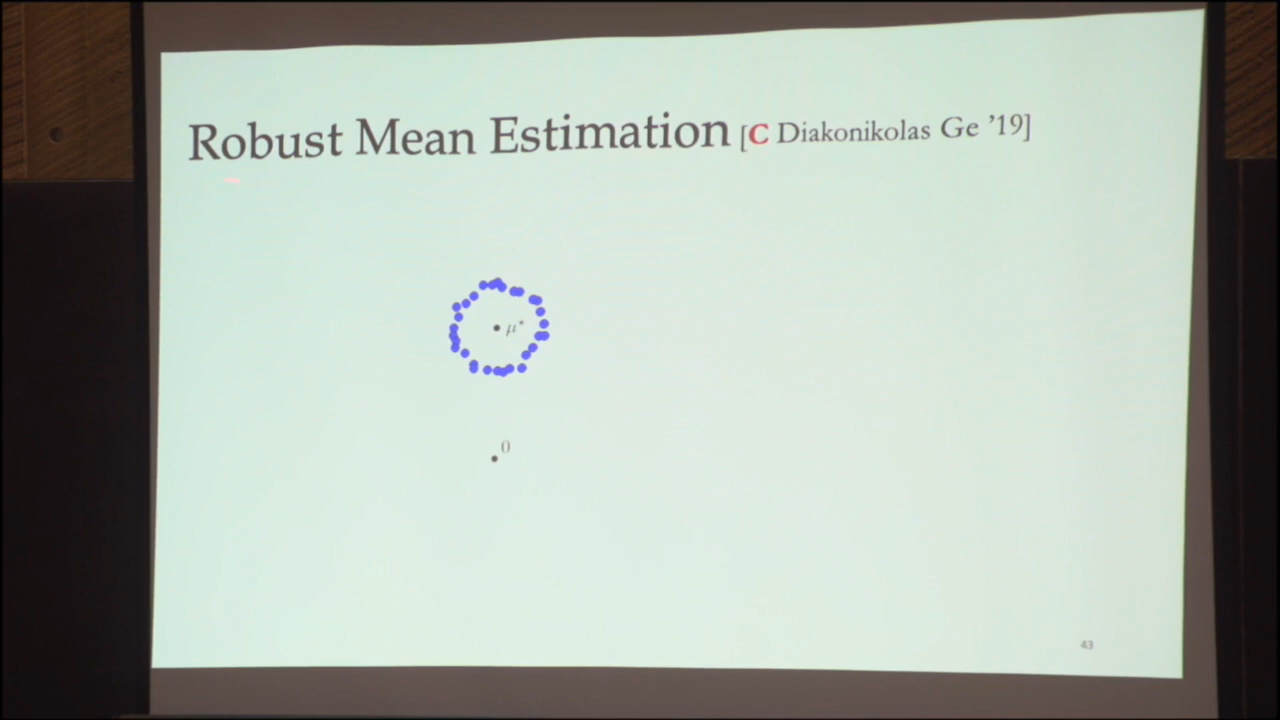 Robust Mean Estimation [C Diakonikolas Ge ’19]
μ*
0
43